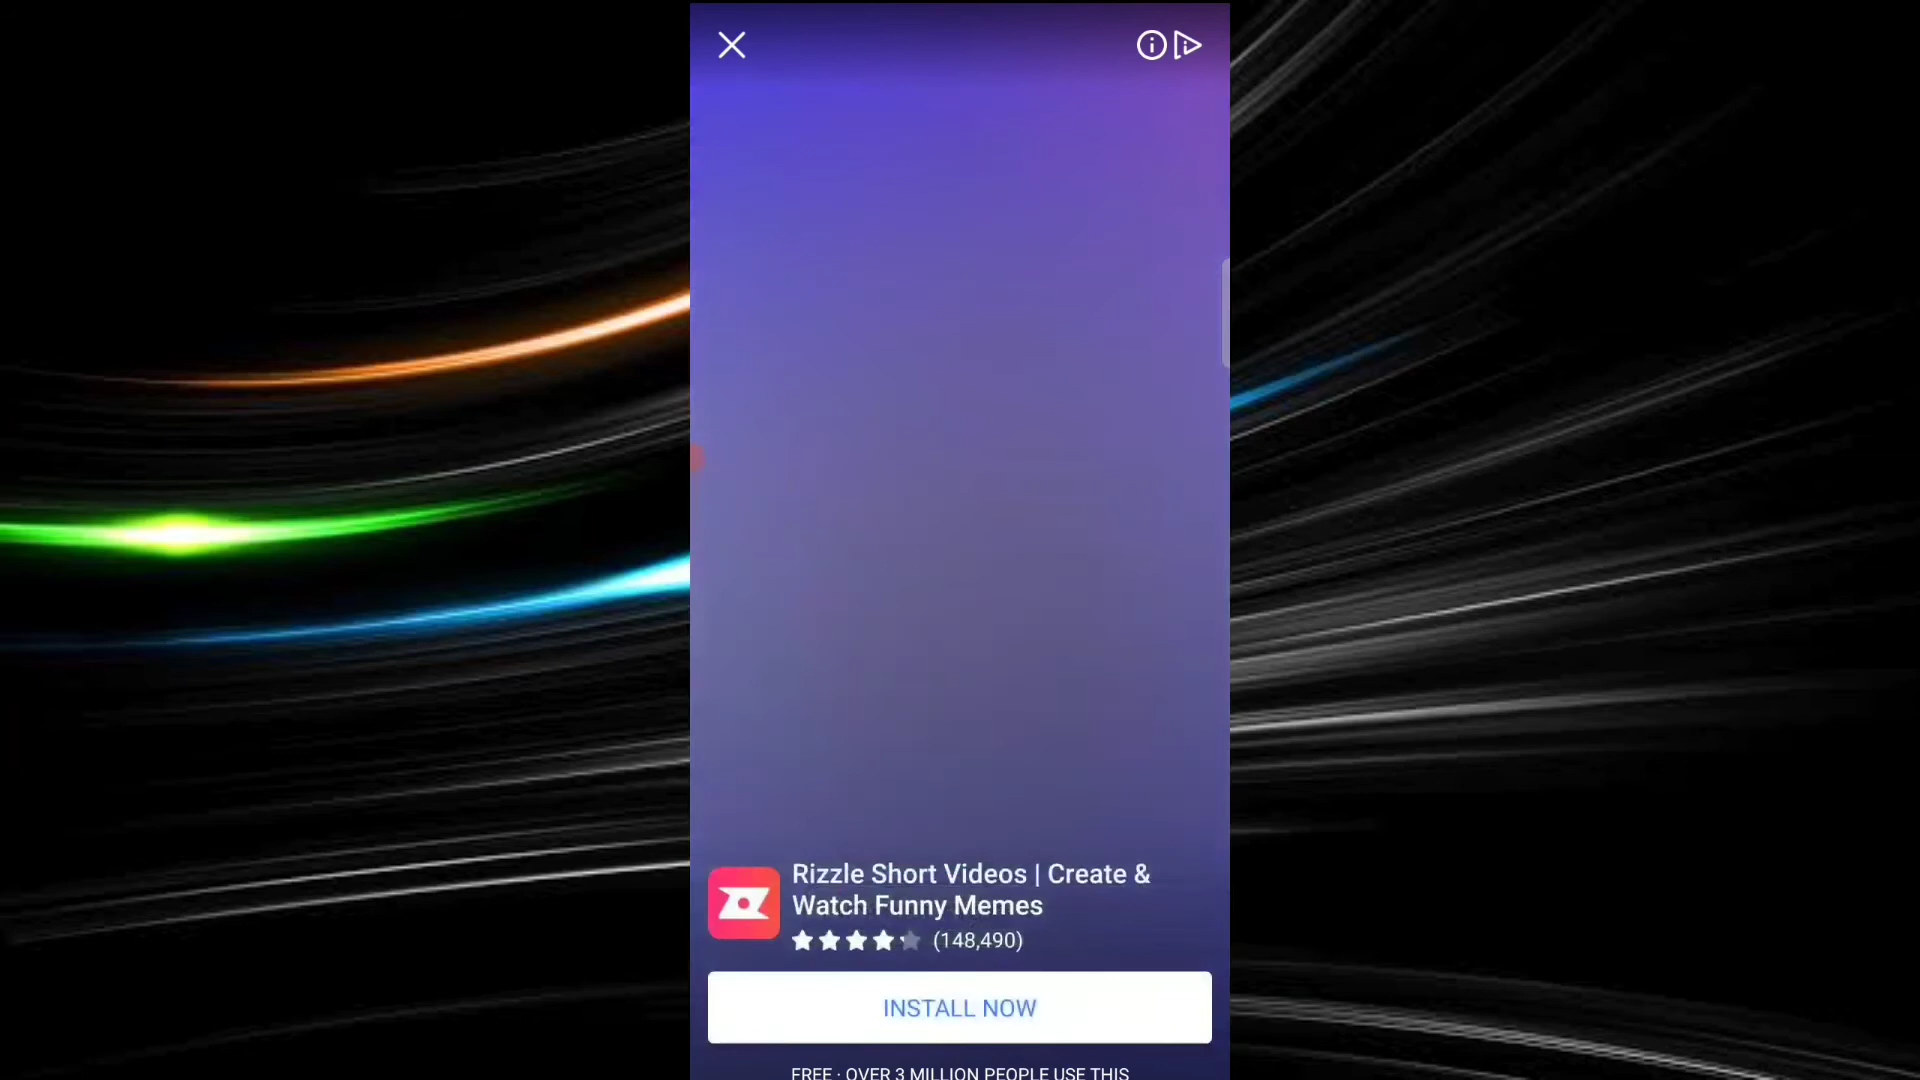 Rizzle Short Videos | Create &
Watch Funny Memes
(148,490)
INSTALL NOW
FREE · OVER 3 MILLION PEOPLE USE THIS